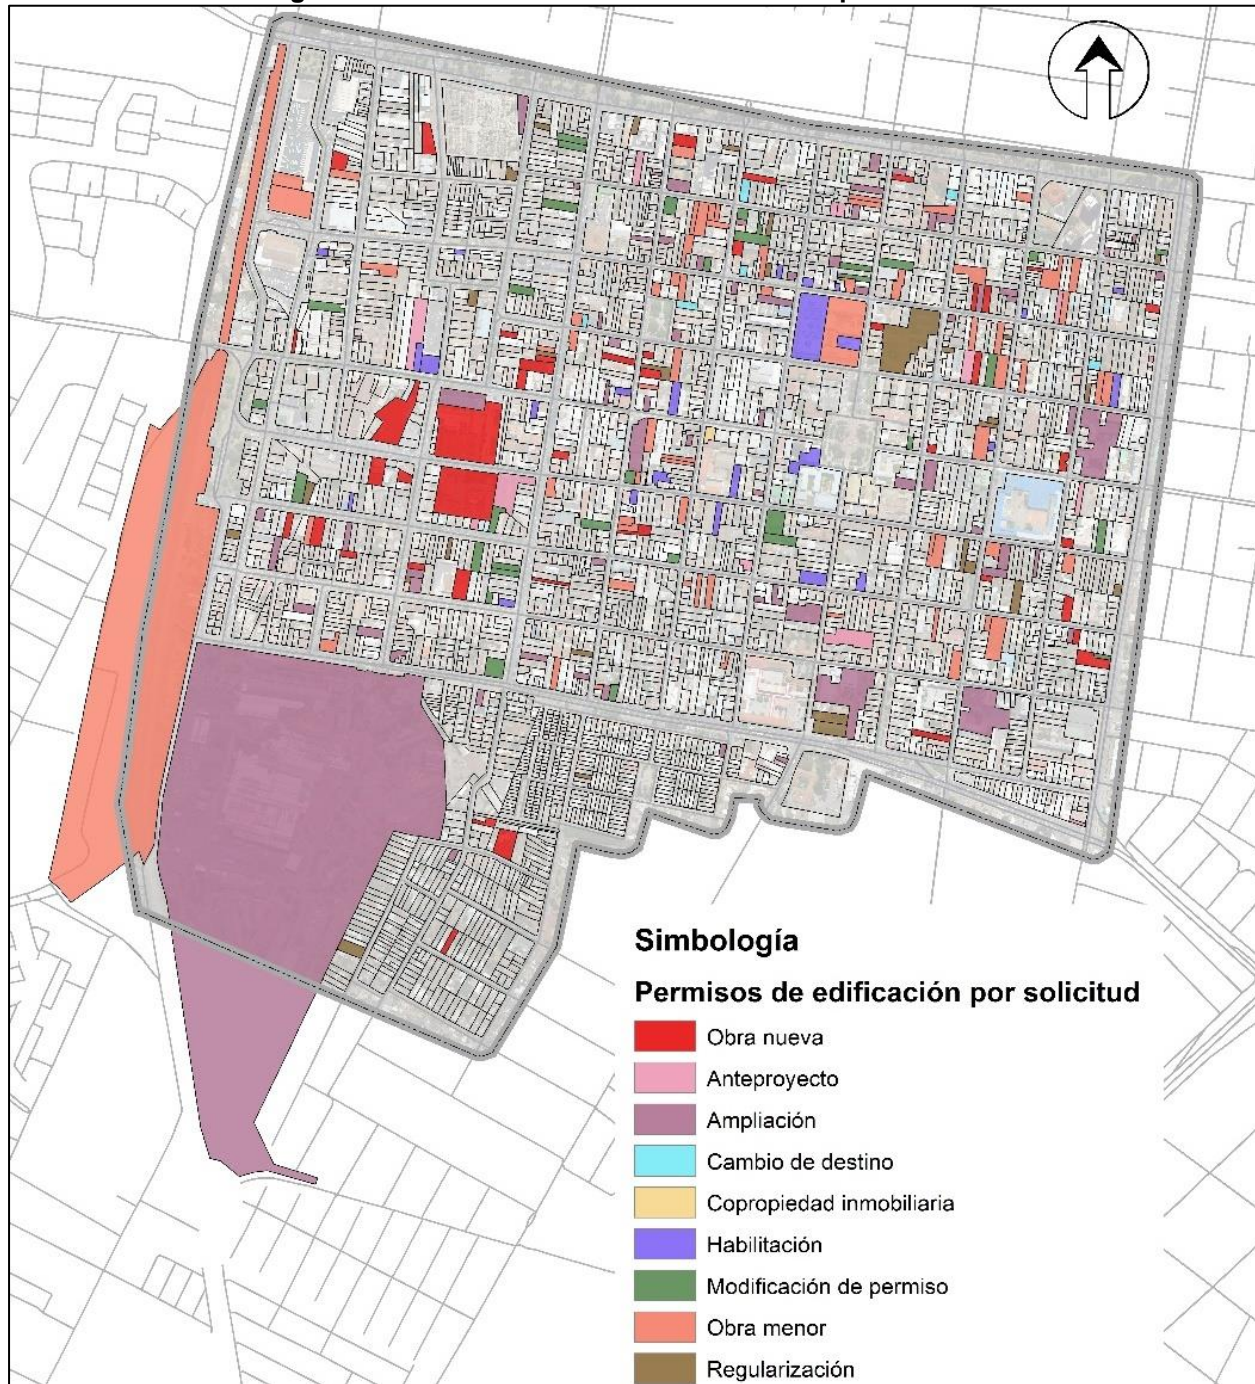 Simbología
Permisos de edificación por solicitud
Obra nueva
Anteproyecto
Ampliación
Cambio de destino
Copropiedad inmobiliaria
Habilitación
Modificación de permiso
Obra menor
Regularización